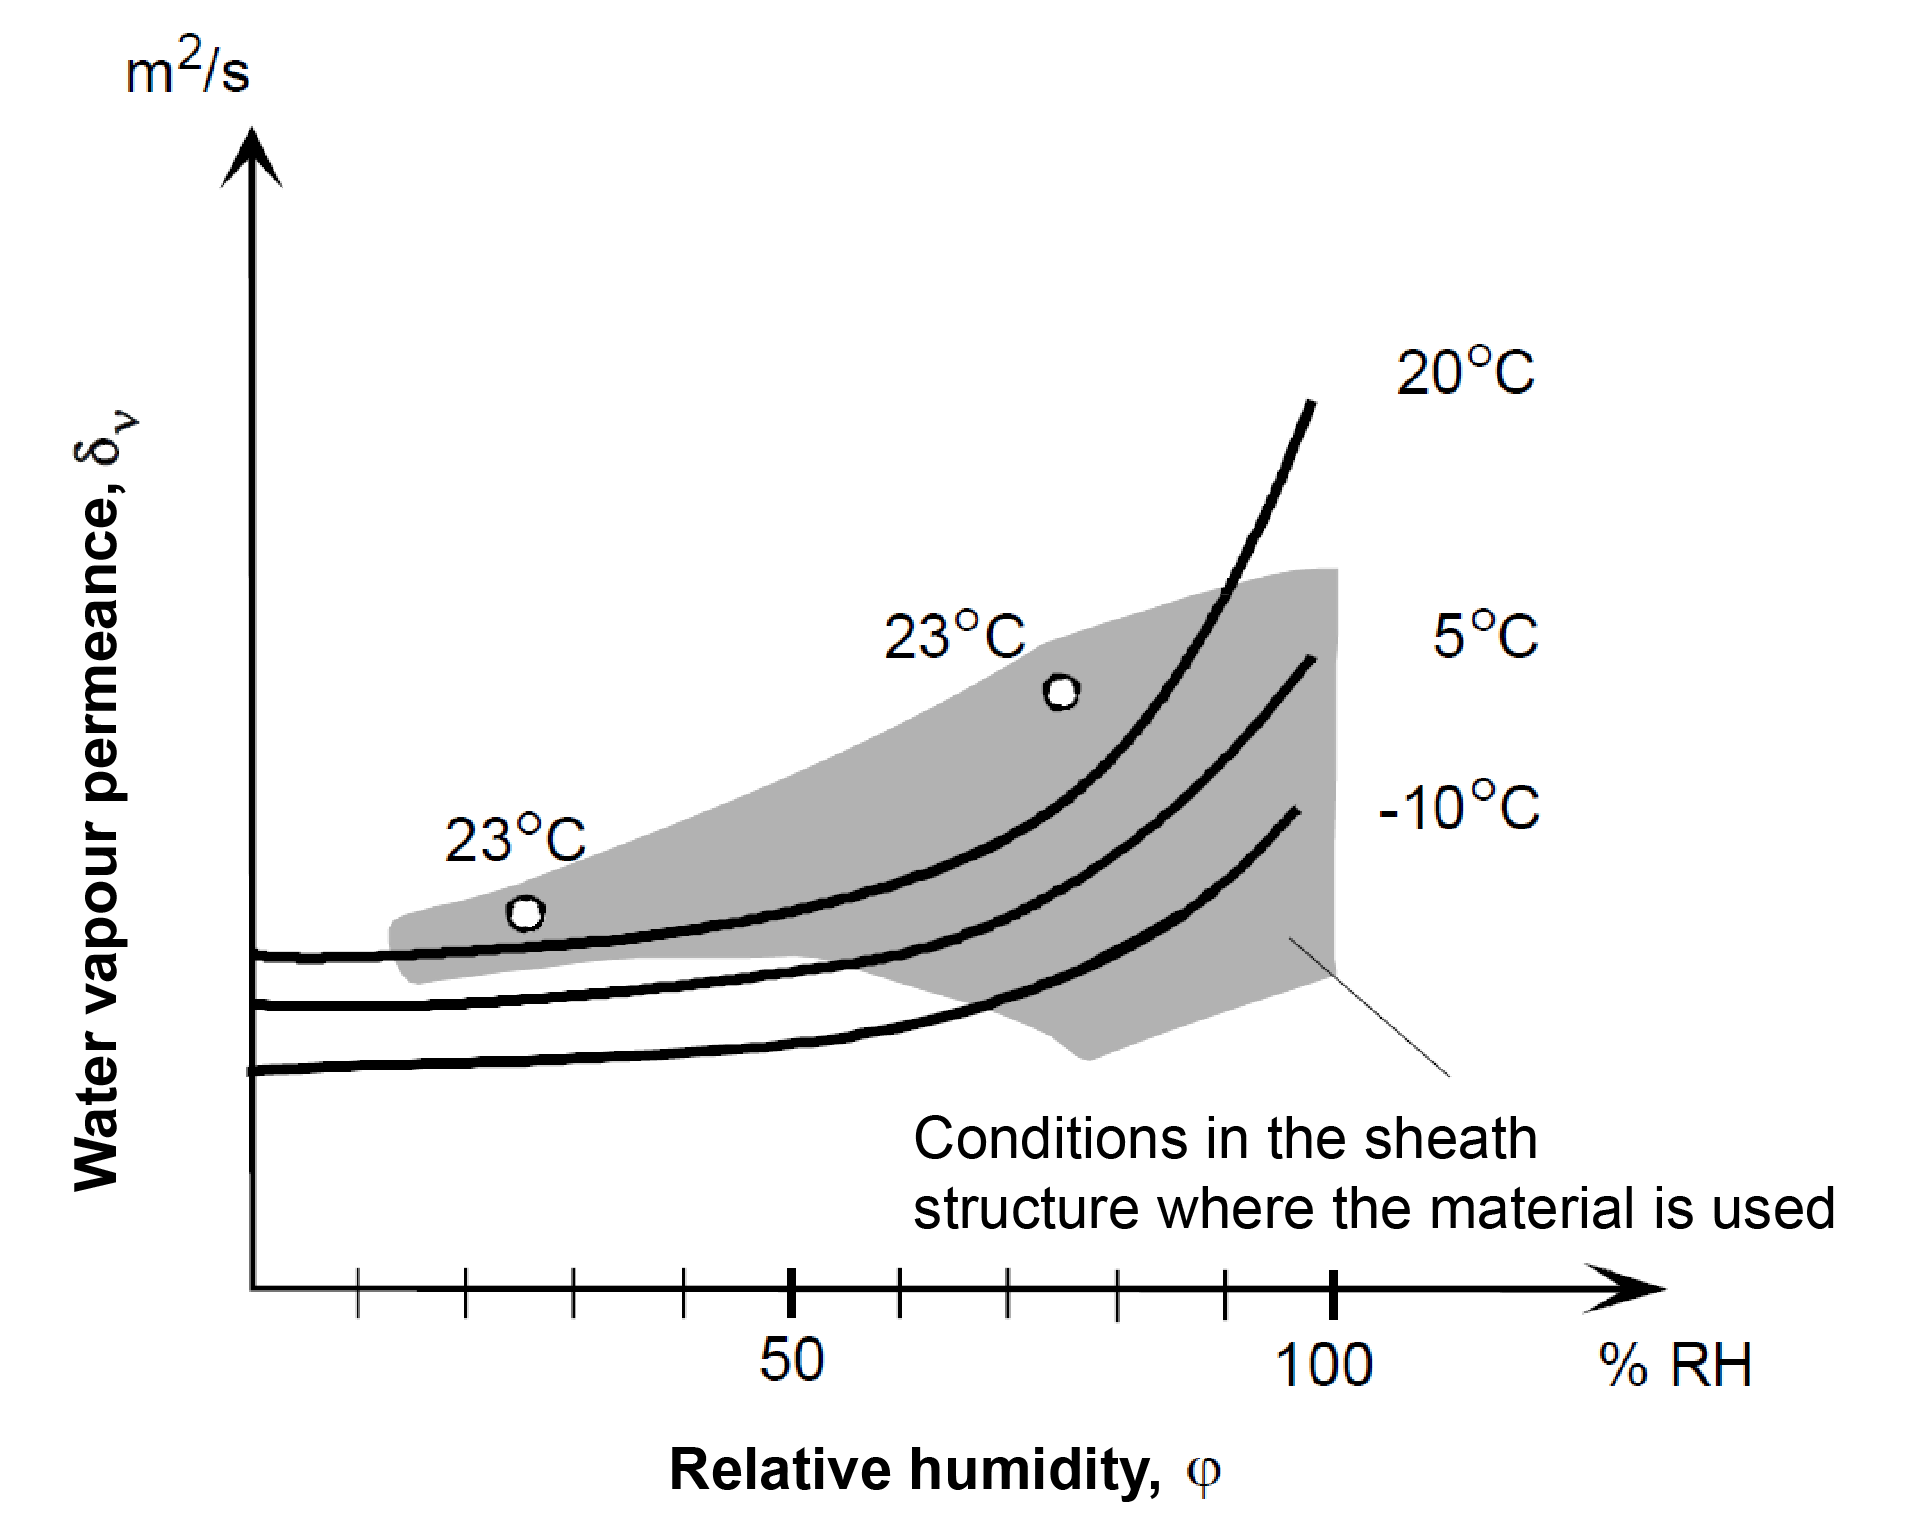 m²/s
Water vapour permeance, δᵥ
20°C
23°C
5°C
-10°C
23°C
Conditions in the sheath
structure where the material is used
50
100
% RH
Relative humidity, φ